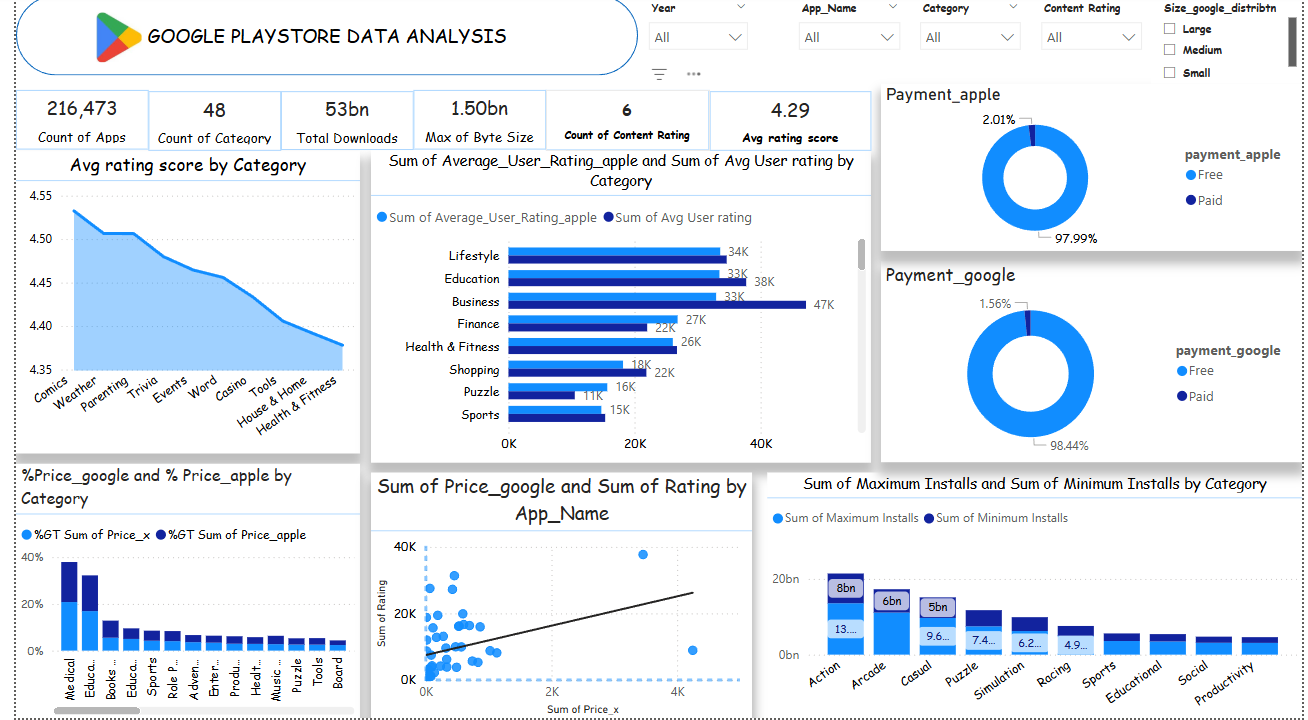 GOOGLE PLAYSTORE DATA ANALYSIS
Year
All
App_Name
All
Category
All
Content Rating
All
Size_google_distribtn
Large
Medium
Small
216,473
Count of Apps
48
Count of Category
53bn
Total Downloads
1.50bn
Max of Byte Size
6
Count of Content Rating
4.29
Avg rating score
Avg rating score by Category
4.55
4.50
4.45
4.40
4.35
Comics
Weather
Parenting
Trivia
Events
Word
Casino
Tools
House & Home
Health & Fitness
Sum of Average_User_Rating_apple and Sum of Avg User rating by
Category
Sum of Average_User_Rating_apple
Sum of Avg User rating
Lifestyle
34K
Education
33K
38K
Business
33K
47K
Finance
27K
22K
Health & Fitness
26K
Shopping
18K
22K
Puzzle
16K
11K
Sports
15K
0K
20K
40K
Payment_apple
2.01%
97.99%
payment_apple
Free
Paid
Payment_google
1.56%
98.44%
payment_google
Free
Paid
%Price_google and % Price_apple by
Category
%GT Sum of Price_x
%GT Sum of Price_apple
40%
20%
0%
Medical
Educa...
Books ...
Educa...
Sports
Role P...
Adven...
Enter...
Produ...
Healt...
Music ...
Puzzle
Tools
Board
Sum of Price_google and Sum of Rating by
App_Name
Sum of Rating
40K
20K
0K
0K
2K
4K
Sum of Price_x
Sum of Maximum Installs and Sum of Minimum Installs by Category
Sum of Maximum Installs
Sum of Minimum Installs
20bn
0bn
8bn
13....
6bn
5bn
9.6...
7.4...
6.2...
4.9...
Action
Arcade
Casual
Puzzle
Simulation
Racing
Sports
Educational
Social
Productivity